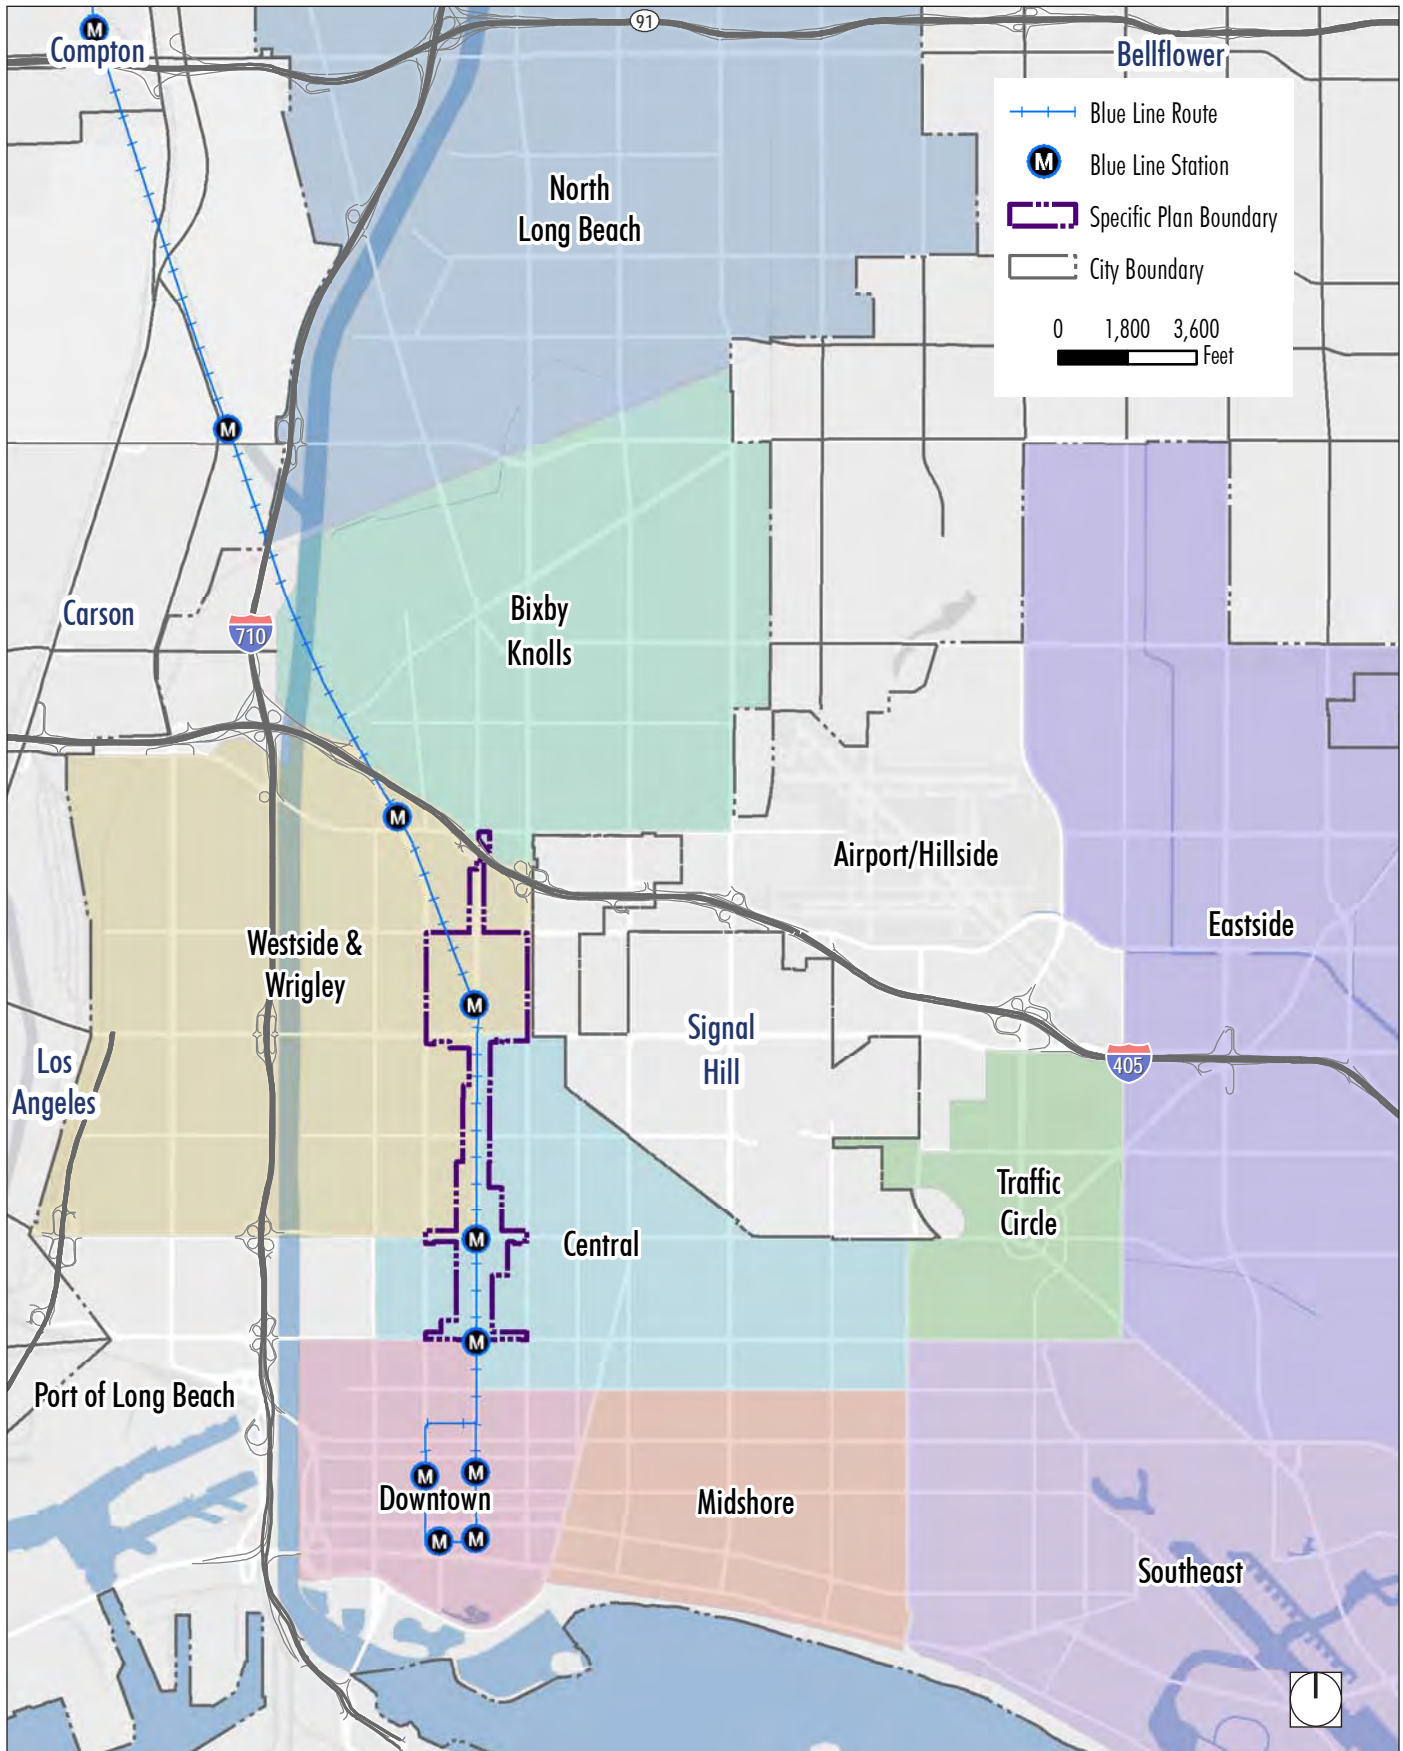 M
91
Compton
Bellflower
Blue Line Route
M
Blue Line Station
Specific Plan Boundary
City Boundary
0 1,800 3,600
Feet
North
Long Beach
M
Carson
710
Bixby
Knolls
M
Airport/Hillside
Eastside
Westside &
Wrigley
M
Signal
Hill
Los
Angeles
405
Traffic
Circle
M
Central
M
Port of Long Beach
M
M
Downtown
Midshore
M
M
Southeast